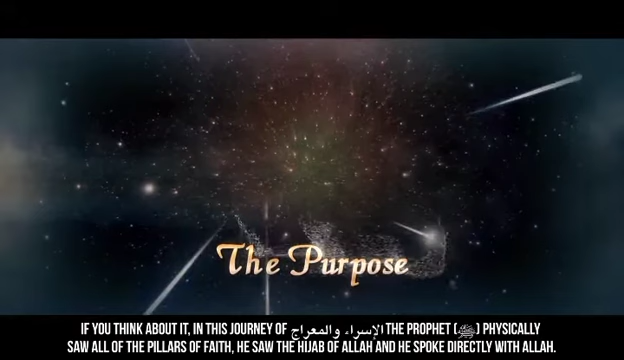 The Purpose
IF YOU THINK ABOUT IT, IN THIS JOURNEY OF الإسراء والمعراج THE PROPHET (ﷺ) PHYSICALLY
SAW ALL OF THE PILLARS OF FAITH, HE SAW THE HIJAB OF ALLAH AND HE SPOKE DIRECTLY WITH ALLAH.